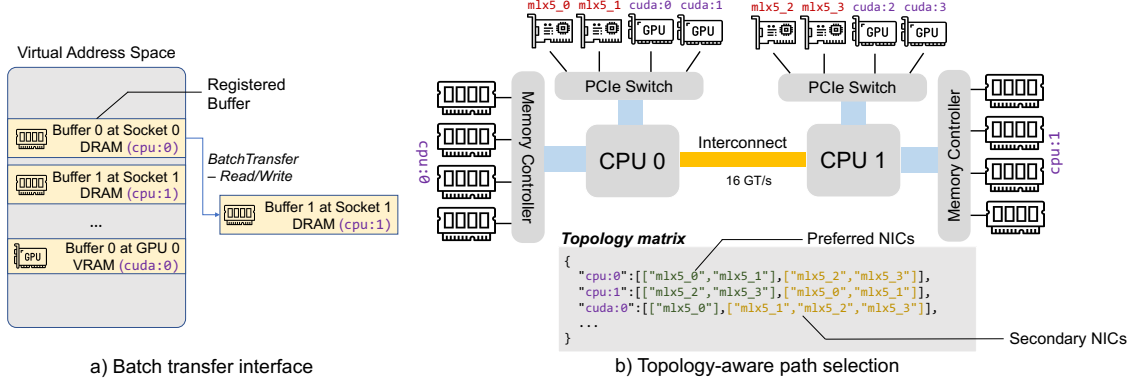 Virtual Address Space
Registered
Buffer
Buffer 0 at Socket 0
DRAM (cpu:0)
Buffer 1 at Socket 1
DRAM (cpu:1)
...
GPU
Buffer 0 at GPU 0
VRAM (cuda:0)
BatchTransfer
– Read/Write
Buffer 1 at Socket 1
DRAM (cpu:1)
a) Batch transfer interface
mlx5_0 mlx5_1 cuda:0 cuda:1
GPU GPU
PCIe Switch
mlx5_2 mlx5_3 cuda:2 cuda:3
GPU GPU
PCIe Switch
cpu:0
Memory Controller
CPU 0
Interconnect
16 GT/s
CPU 1
Memory Controller
cpu:1
Topology matrix
Preferred NICs
{
"cpu:0":[["mlx5_0","mlx5_1"],["mlx5_2","mlx5_3"]],
"cpu:1":[["mlx5_2","mlx5_3"],["mlx5_0","mlx5_1"]],
"cuda:0":[["mlx5_0"],["mlx5_1","mlx5_2","mlx5_3"]],
...
}
Secondary NICs
b) Topology-aware path selection